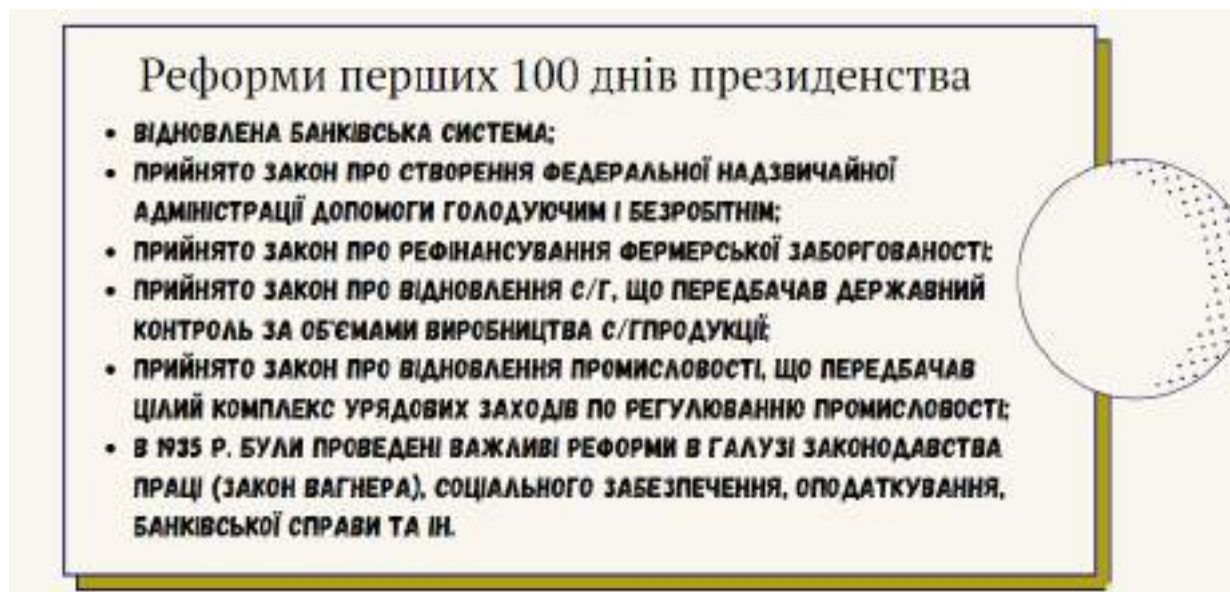 Реформи перших 100 днів президенства
• ВІДНОВЛЕНА БАНКІВСЬКА СИСТЕМА;
• ПРИЙНЯТО ЗАКОН ПРО СТВОРЕННЯ ФЕДЕРАЛЬНОЇ НАДЗВИЧАЙНОЇ
АДМІНІСТРАЦІЇ ДОПОМОГИ ГОЛОДУЮЧИМ І БЕЗРОБІТНІМ;
• ПРИЙНЯТО ЗАКОН ПРО РЕФІНАНСУВАННЯ ФЕРМЕРСЬКОЇ ЗАБОРГОВАНОСТІ;
• ПРИЙНЯТО ЗАКОН ПРО ВІДНОВЛЕННЯ С/Г, ЩО ПЕРЕДБАЧАВ ДЕРЖАВНИЙ
КОНТРОЛЬ ЗА ОБ'ЄМАМИ ВИРОБНИЦТВА С/ГПРОДУКЦІЇ;
• ПРИЙНЯТО ЗАКОН ПРО ВІДНОВЛЕННЯ ПРОМИСЛОВОСТІ, ЩО ПЕРЕДБАЧАВ
ЦІЛИЙ КОМПЛЕКС УРЯДОВИХ ЗАХОДІВ ПО РЕГУЛЮВАННЮ ПРОМИСЛОВОСТІ;
• В 1935 Р. БУЛИ ПРОВЕДЕНІ ВАЖЛИВІ РЕФОРМИ В ГАЛУЗІ ЗАКОНОДАВСТВА
ПРАЦІ (ЗАКОН ВАГНЕРА), СОЦІАЛЬНОГО ЗАБЕЗПЕЧЕННЯ, ОПОДАТКУВАННЯ,
БАНКІВСЬКОЇ СПРАВИ ТА ІН.